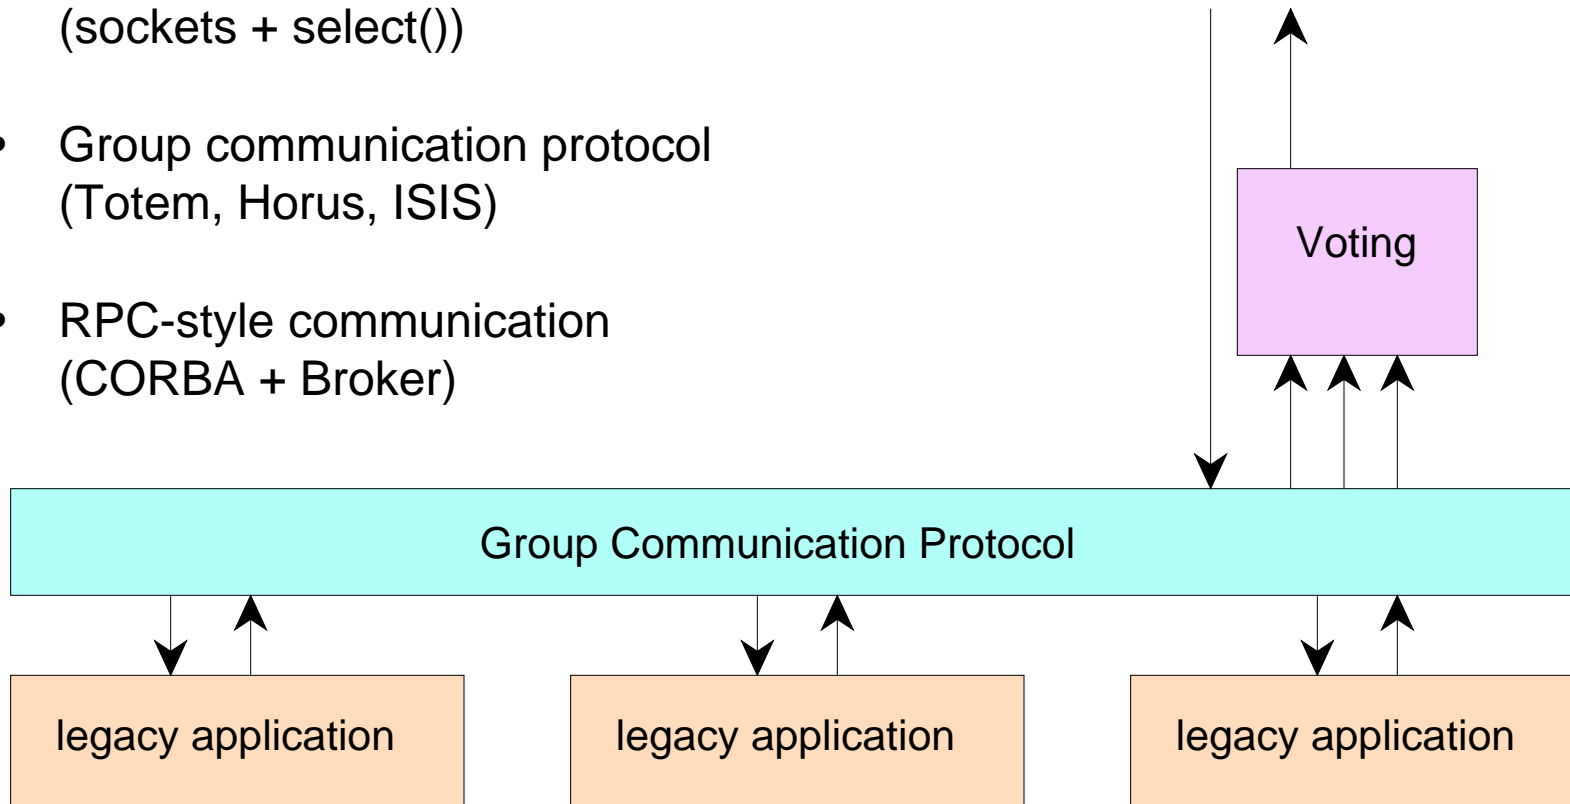 (sockets + select())
• Group communication protocol
(Totem, Horus, ISIS)
• RPC-style communication
(CORBA + Broker)
Voting
Group Communication Protocol
legacy application
legacy application
legacy application